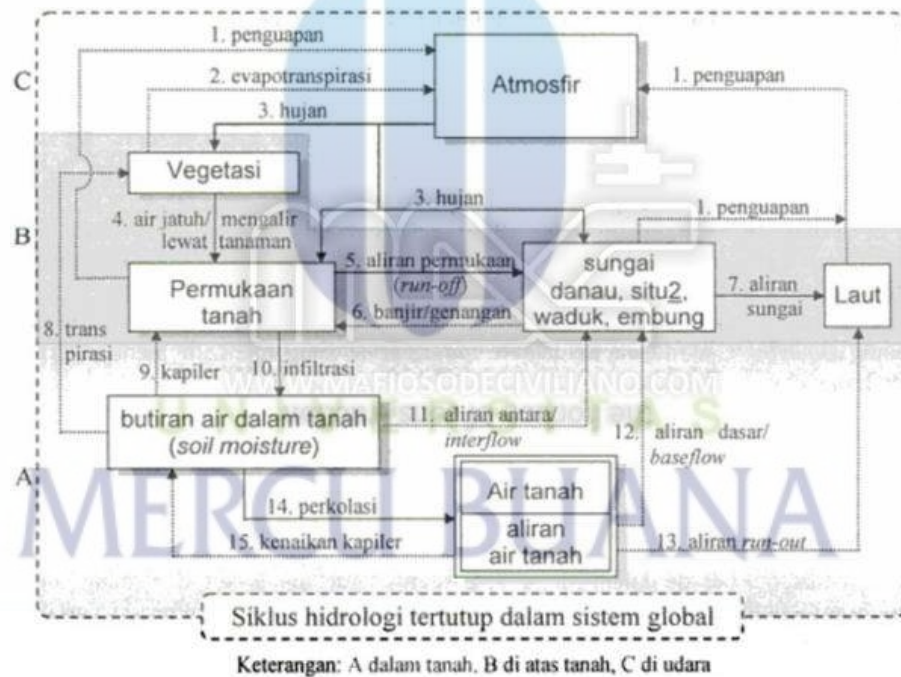 1. penguapan
C
2. evapotranspirasi
Atmosfir
1. penguapan
3. hujan
Vegetasi
3. hujan
1. penguapan
4. air jatuh/ mengalir
lewat tanaman
B
5. aliran permukaan
(run-off)
sungai
danau, situ2,
waduk, embung
7. aliran
sungai
Laut
Permukaan
tanah
6. banjir/genangan
8. trans
pirasi
9. kapiler
10. infiltrasi
WWW.MAFIOSODECIVILIANO.COM
butiran air dalam tanah
(soil moisture)
11. aliran antara/
interflow
12. aliran dasar/
baseflow
UNIVERSITAS
A
MERCU BUANA
14. perkolasi
Air tanah
aliran
air tanah
15. kenaikan kapiler
13. aliran run-out
Siklus hidrologi tertutup dalam sistem global
Keterangan: A dalam tanah, B di atas tanah, C di udara